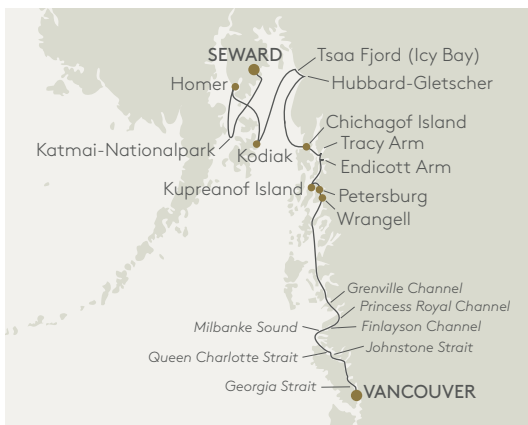 SEWARD
Tsaa Fjord (Icy Bay)
Homer
Hubbard-Gletscher
Chichagof Island
Tracy Arm
Katmai-Nationalpark
Kodiak
Endicott Arm
Kupreanof Island
Petersburg
Wrangell
Grenville Channel
Princess Royal Channel
Milbanke Sound
Finlayson Channel
Johnstone Strait
Queen Charlotte Strait
Georgia Strait
VANCOUVER